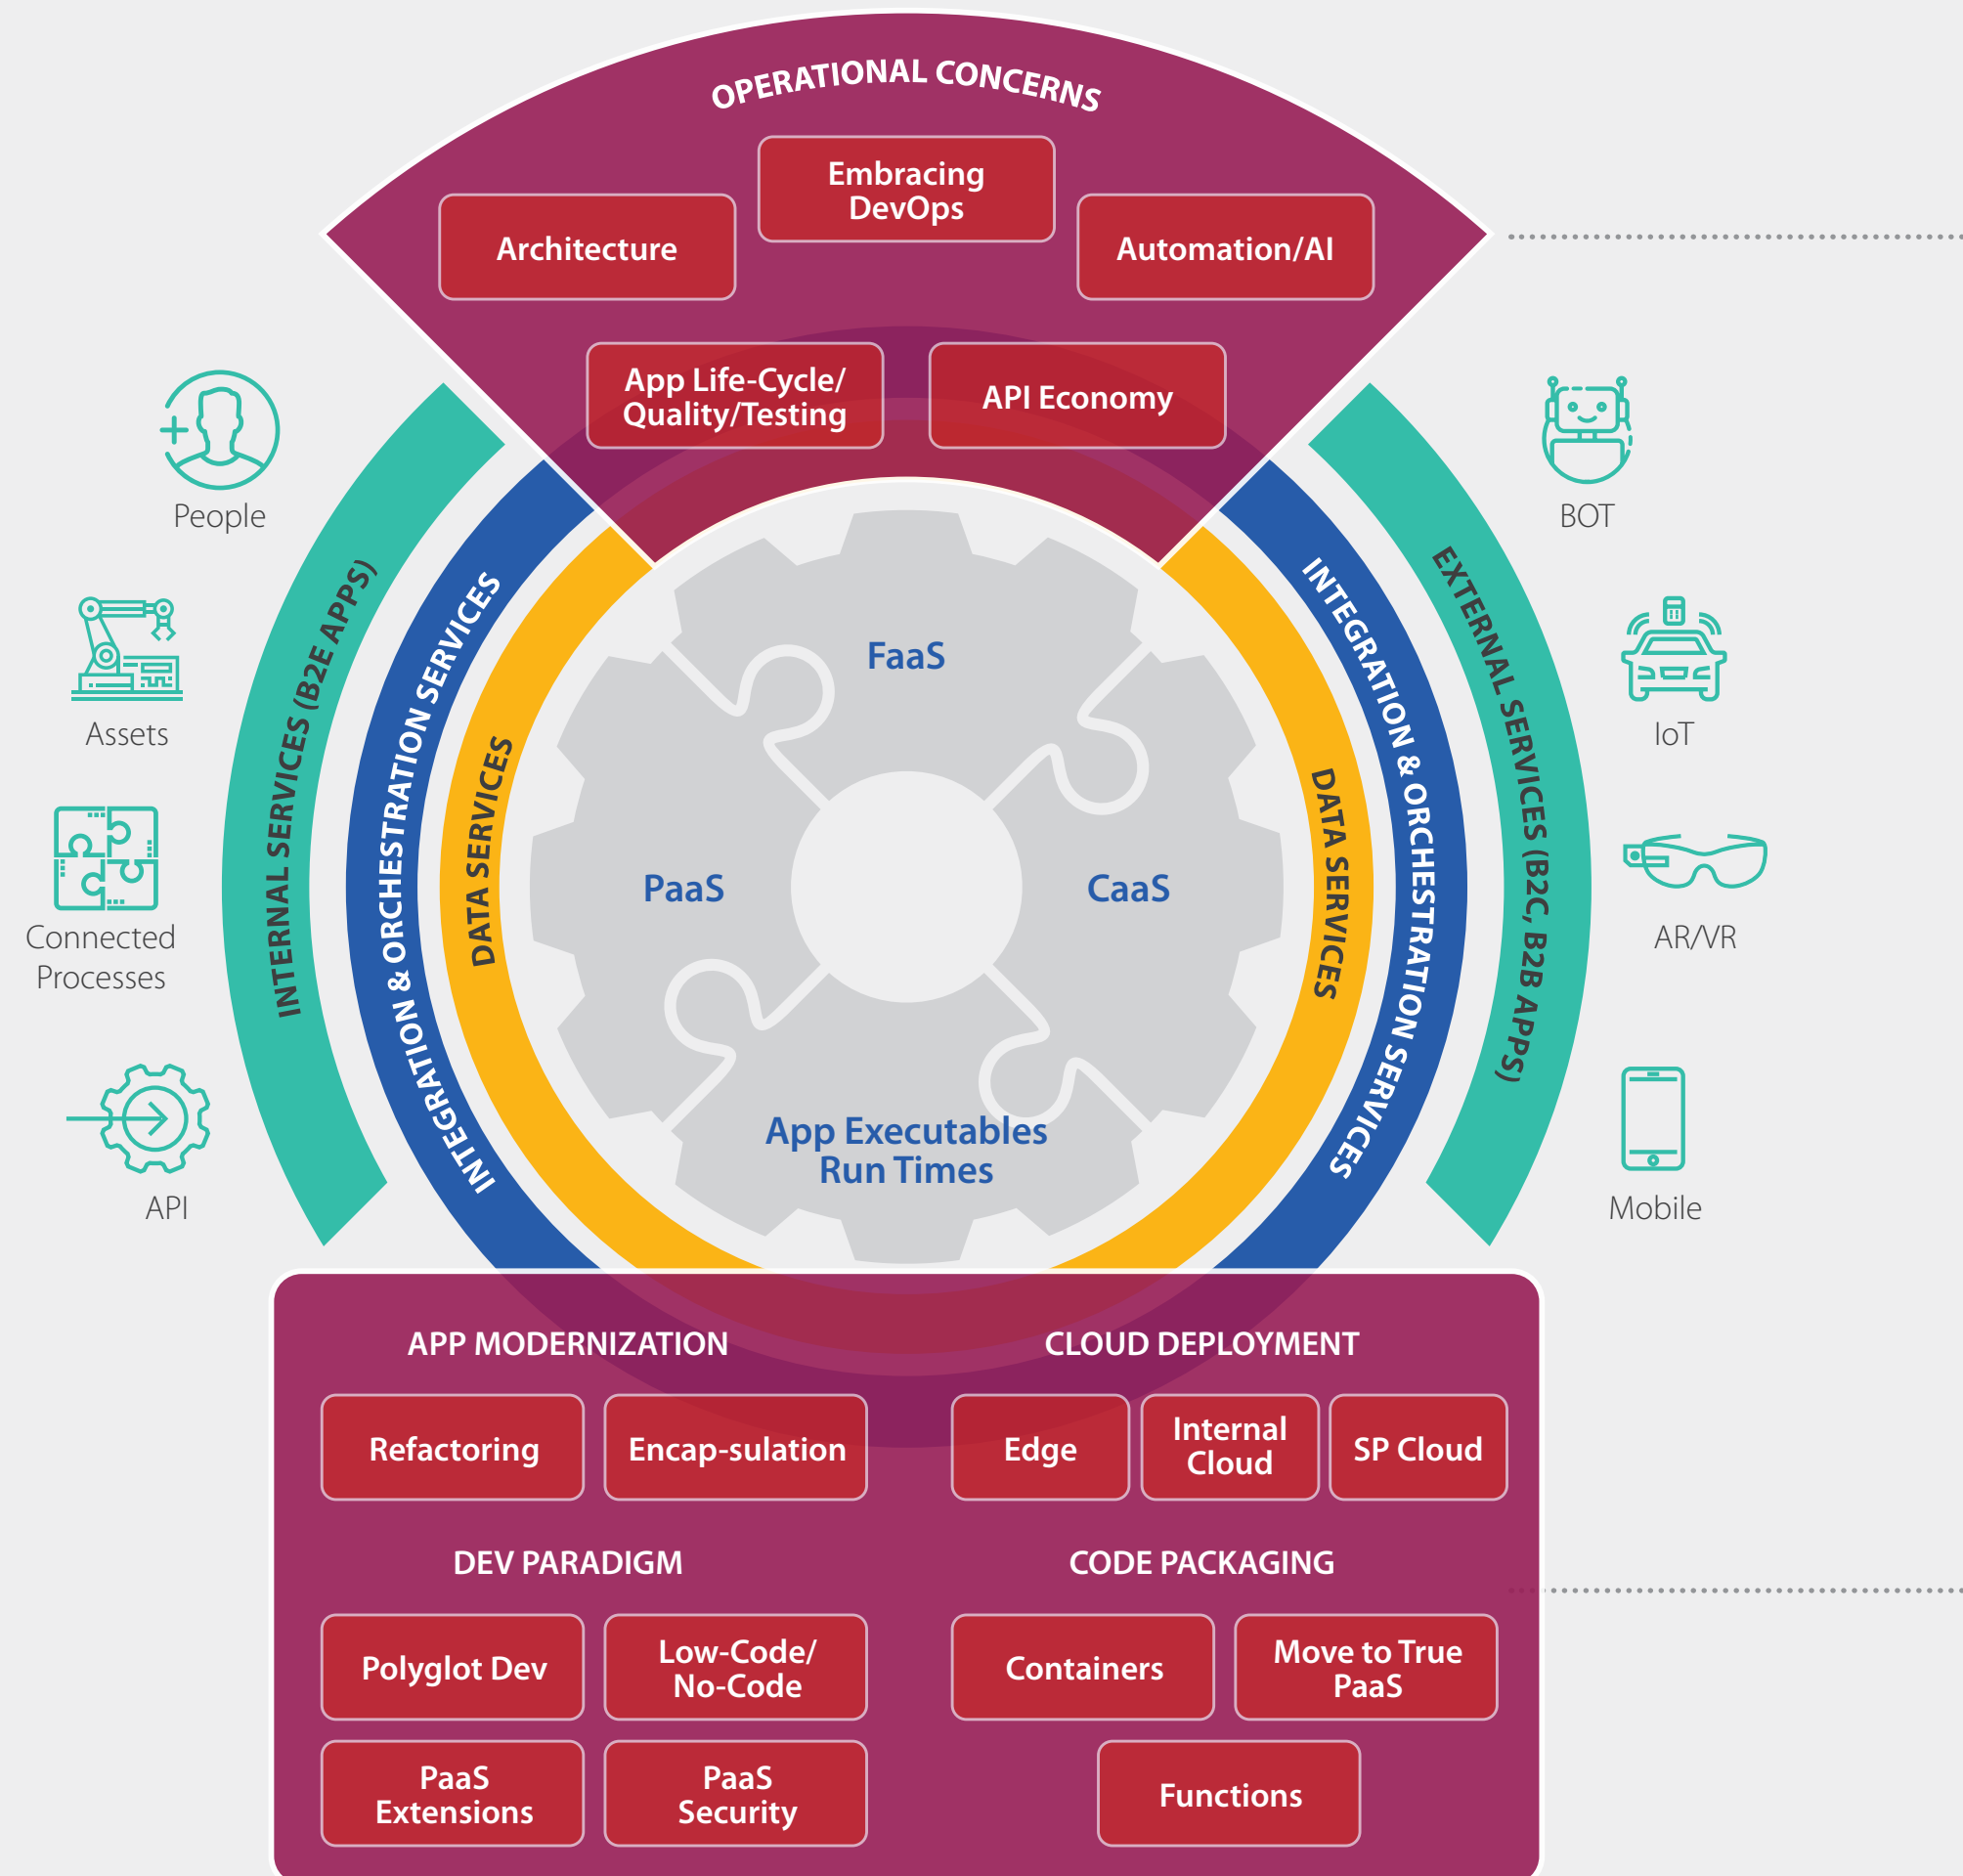 OPERATIONAL CONCERNS
Embracing
DevOps
Architecture
Automation/AI
App Life-Cycle/
Quality/Testing
API Economy
People
Assets
Connected
Processes
API
INTERNAL SERVICES (B2E APPS)
INTEGRATION & ORCHESTRATION SERVICES
DATA SERVICES
FaaS
PaaS
CaaS
App Executables
Run Times
DATA SERVICES
INTEGRATION & ORCHESTRATION SERVICES
EXTERNAL SERVICES (B2C, B2B APPS)
BOT
IoT
AR/VR
Mobile
APP MODERNIZATION
Refactoring
Encap-sulation
CLOUD DEPLOYMENT
Edge
Internal
Cloud
SP Cloud
DEV PARADIGM
Polyglot Dev
Low-Code/
No-Code
PaaS
Extensions
PaaS
Security
CODE PACKAGING
Containers
Move to True
PaaS
Functions